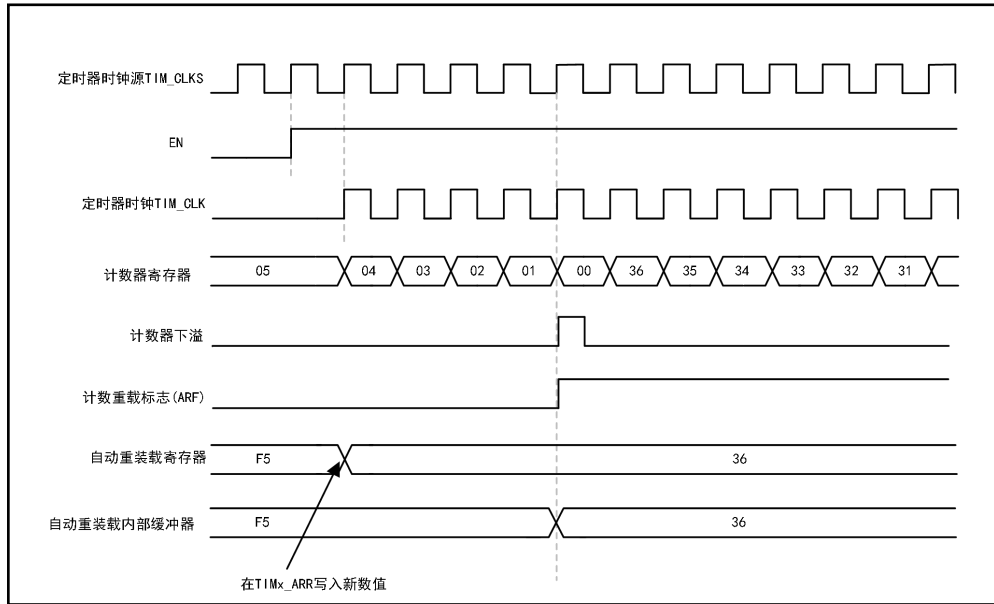 定时器时钟源TIM_CLKS
EN
定时器时钟TIM_CLK
计数器寄存器 05 04 03 02 01 00 36 35 34 33 32 31
计数器下溢
计数重载标志(ARF)
自动重装载寄存器 F5 36
自动重装载内部缓冲器 F5 36
在TIMx_ARR写入新数值